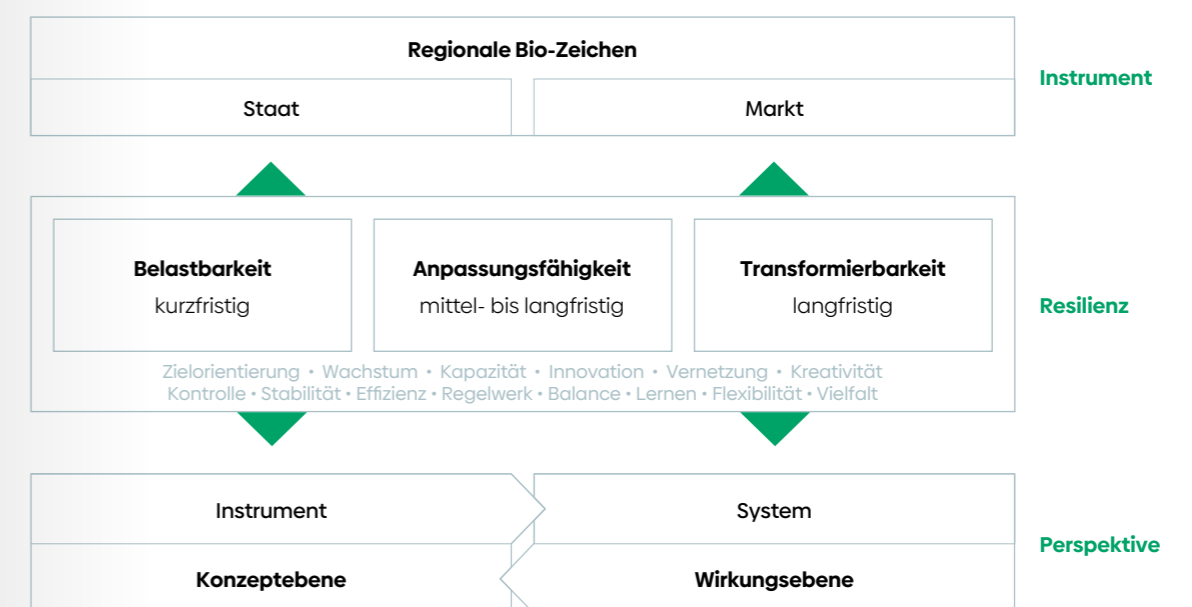 Regionale Bio-Zeichen
Staat
Markt
Instrument
Belastbarkeit
kurzfristig
Anpassungsfähigkeit
mittel- bis langfristig
Transformierbarkeit
langfristig
Resilienz
Zielorientierung • Wachstum • Kapazität • Innovation • Vernetzung • Kreativität
Kontrolle • Stabilität • Effizienz • Regelwerk • Balance • Lernen • Flexibilität • Vielfalt
Instrument
System
Perspektive
Konzeptebene
Wirkungsebene